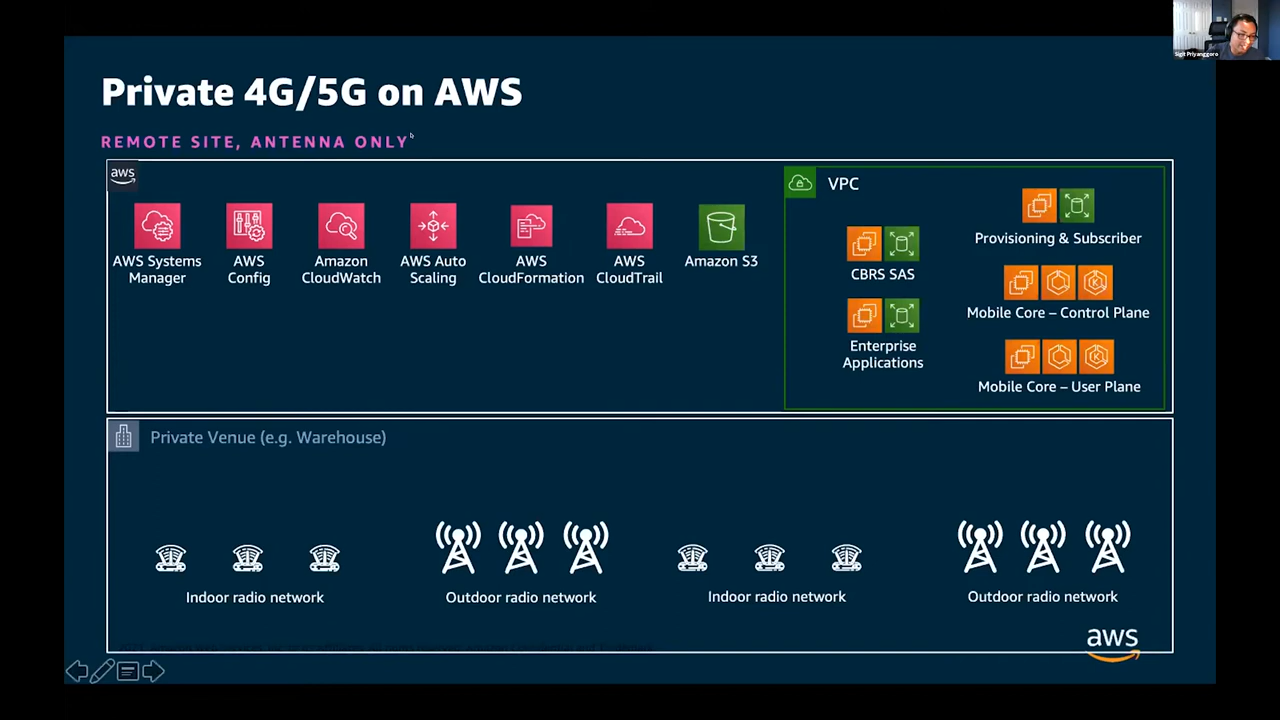 Sigit Priyanggoro
Private 4G/5G on AWS
REMOTE SITE, ANTENNA ONLY
aws
VPC
AWS Systems
Manager
AWS
Config
Amazon
CloudWatch
AWS Auto
Scaling
AWS
CloudFormation
AWS
CloudTrail
Amazon S3
CBRS SAS
Enterprise
Applications
Provisioning & Subscriber
Mobile Core – Control Plane
Mobile Core – User Plane
Private Venue (e.g. Warehouse)
Indoor radio network
Outdoor radio network
Indoor radio network
Outdoor radio network
aws